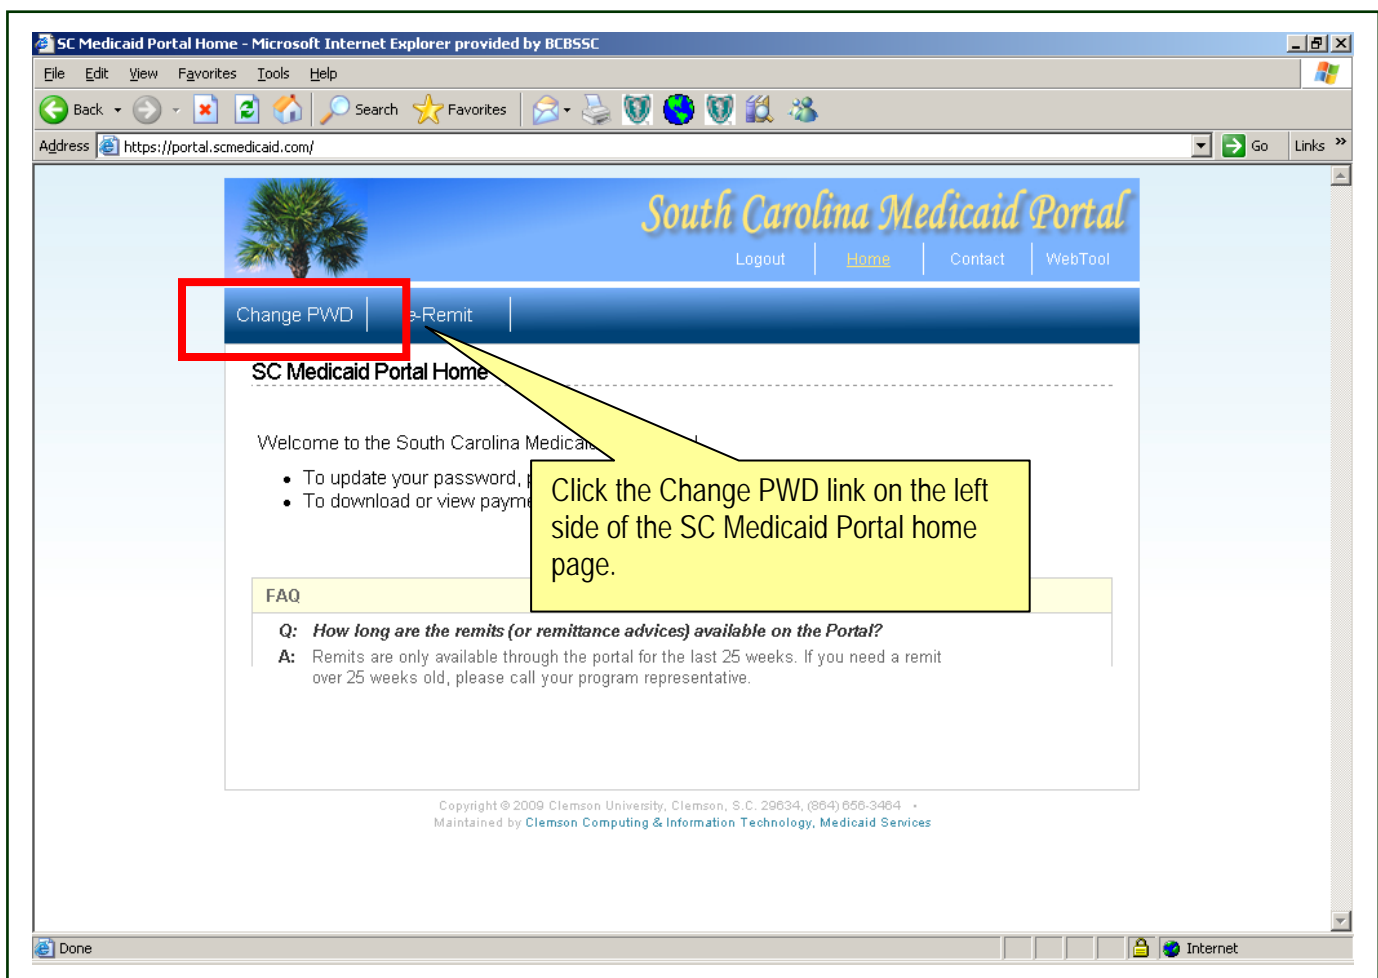 SC Medicaid Portal Home - Microsoft Internet Explorer provided by BCBSSC
File Edit View Favorites Tools Help
Back Search Favorites
Address https://portal.scmedicaid.com/ Go Links »
South Carolina Medicaid Portal
Logout Home Contact WebTool
Change PWD e-Remit
SC Medicaid Portal Home
Welcome to the South Carolina
• To update your password,
• To download or view
Click the Change PWD link on the left
side of the SC Medicaid Portal home
page.
FAQ
Q: How long are the remits (or remittance advices) available on the Portal?
A: Remits are only available through the portal for the last 25 weeks. If you need a remit
over 25 weeks old, please call your program representative.
Copyright © 2009 Clemson University, Clemson, S.C. 29634, (864) 656-3464 •
Maintained by Clemson Computing & Information Technology, Medicaid Services
Done Internet